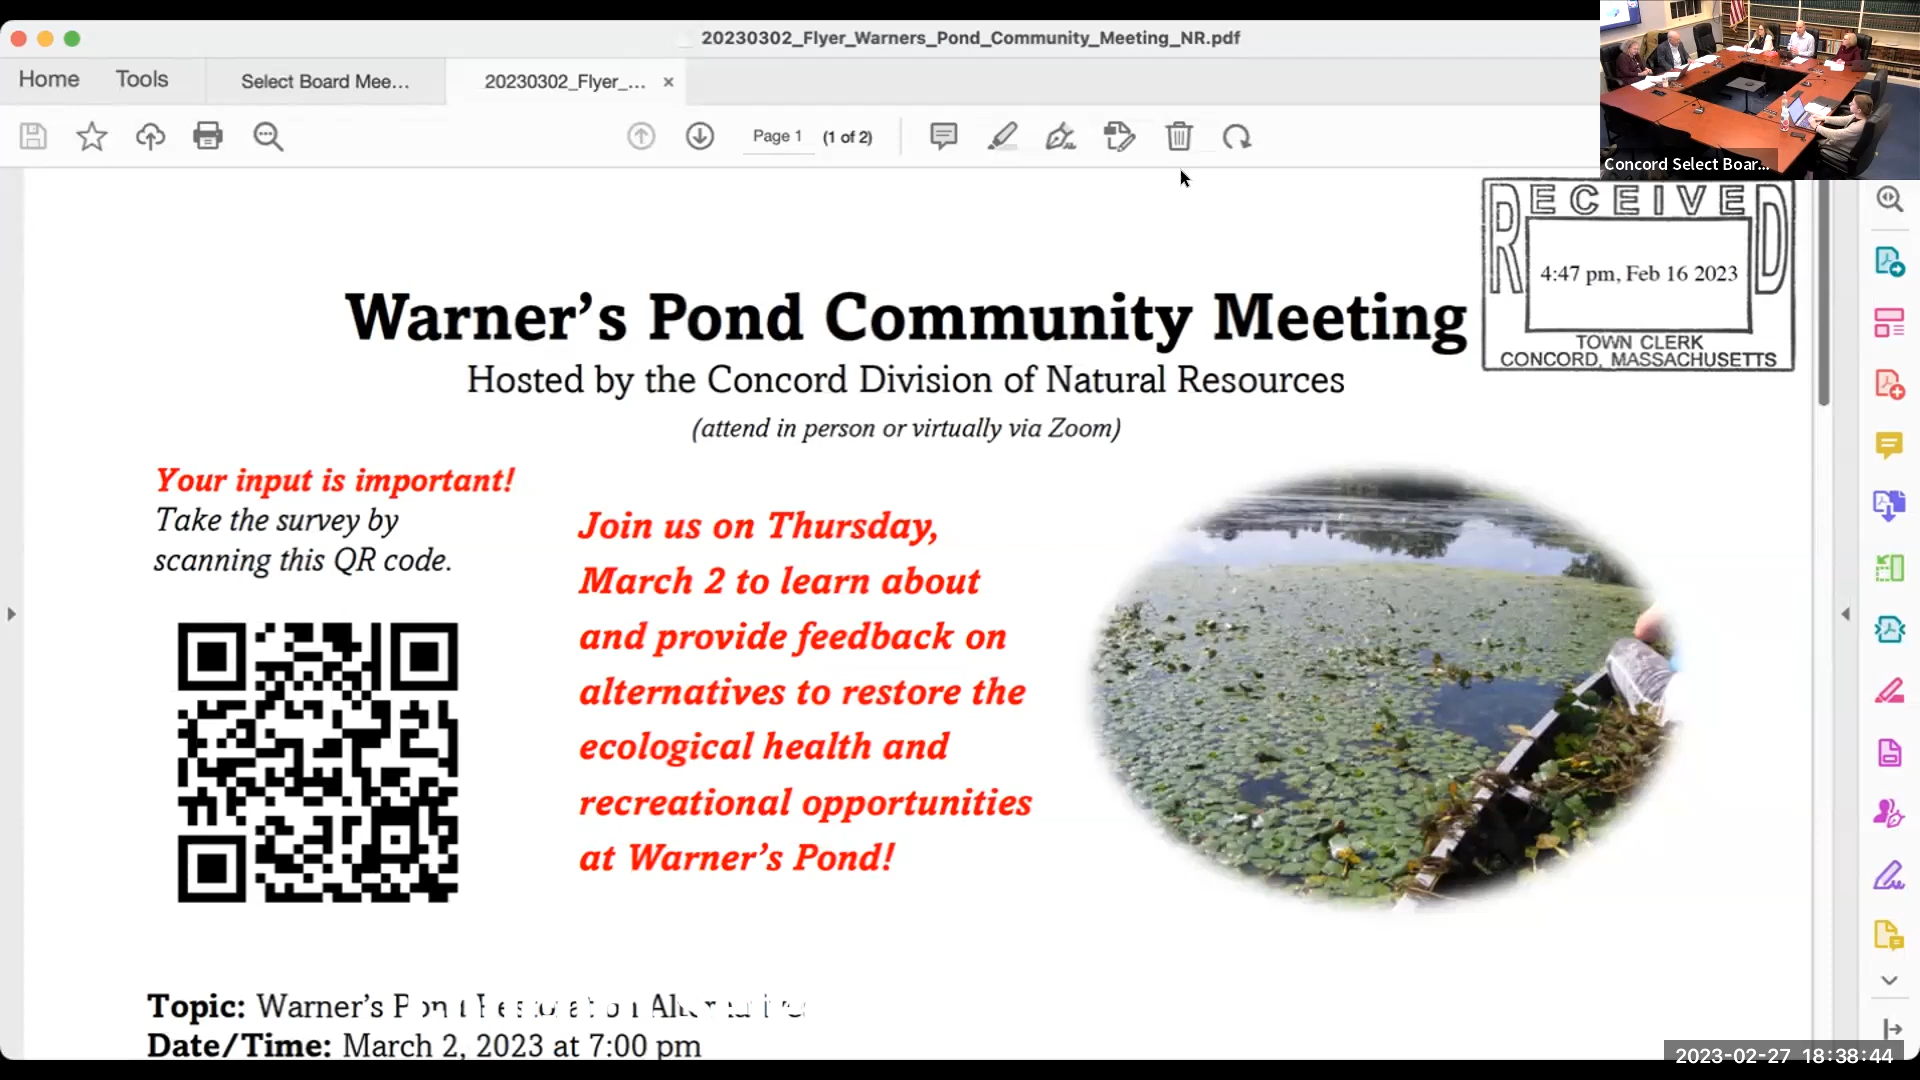 20230302_Flyer_Warners_Pond_Community_Meeting_NR.pdf
Home
Tools
Select Board Mee...
20230302_Flyer_...
Page 1
(1 of 2)
Concord Select Boar...
RECEIVED
4:47 pm, Feb 16 2023
TOWN CLERK
CONCORD, MASSACHUSETTS
Warner's Pond Community Meeting
Hosted by the Concord Division of Natural Resources
(attend in person or virtually via Zoom)
Your input is important!
Take the survey by
scanning this QR code.
Join us on Thursday,
March 2 to learn about
and provide feedback on
alternatives to restore the
ecological health and
recreational opportunities
at Warner's Pond!
Topic: Warner's Pond Restoration Alternatives
Date/Time: March 2, 2023 at 7:00 pm
2023-02-27 18:38:44